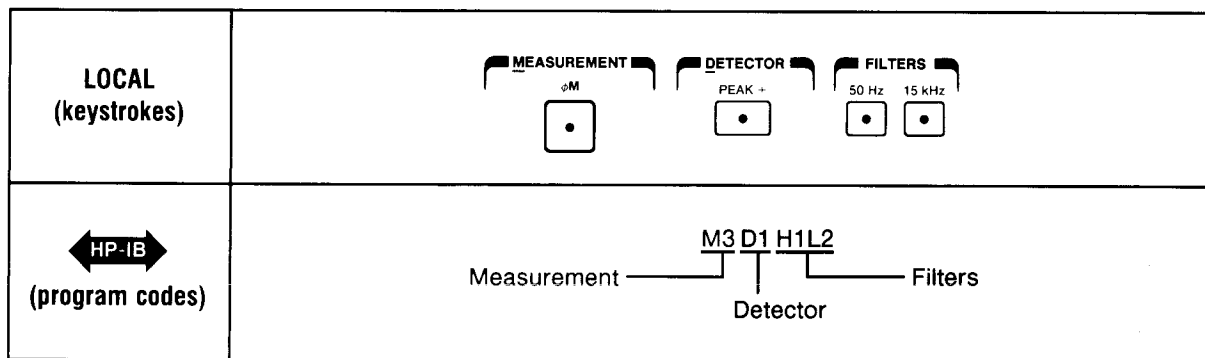 LOCAL
(keystrokes)
MEASUREMENT
φM
DETECTOR
PEAK +
FILTERS
50 Hz 15 kHz
HP-IB
(program codes)
M3 D1 H1L2
Measurement
Filters
Detector